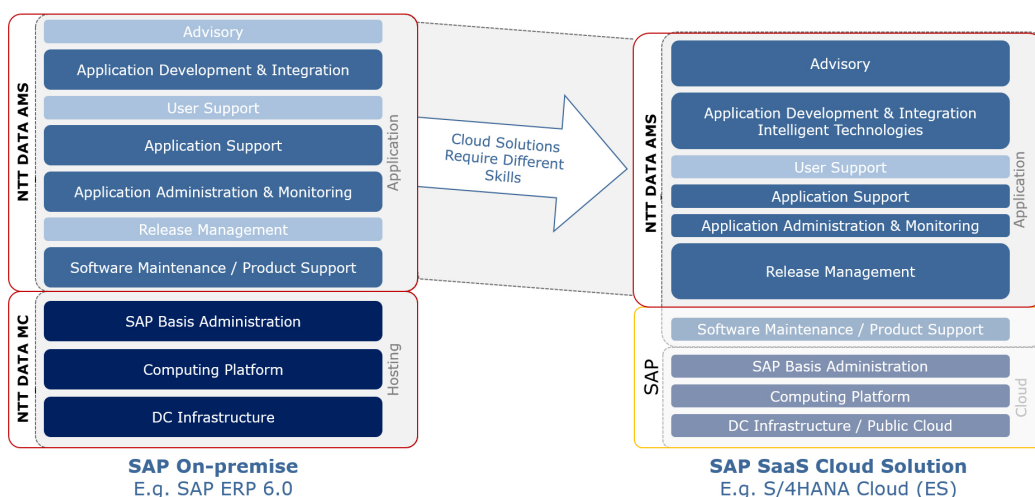 NTT DATA AMS
Advisory
Application Development & Integration
User Support
Application Support
Application Administration & Monitoring
Release Management
Software Maintenance / Product Support
Application
NTT DATA MC
SAP Basis Administration
Computing Platform
DC Infrastructure
Hosting
SAP On-premise
E.g. SAP ERP 6.0
Cloud Solutions
Require Different
Skills
NTT DATA AMS
Advisory
Application Development & Integration
Intelligent Technologies
User Support
Application Support
Application Administration & Monitoring
Release Management
Application
SAP
Software Maintenance / Product Support
SAP Basis Administration
Computing Platform
DC Infrastructure / Public Cloud
Cloud
SAP SaaS Cloud Solution
E.g. S/4HANA Cloud (ES)